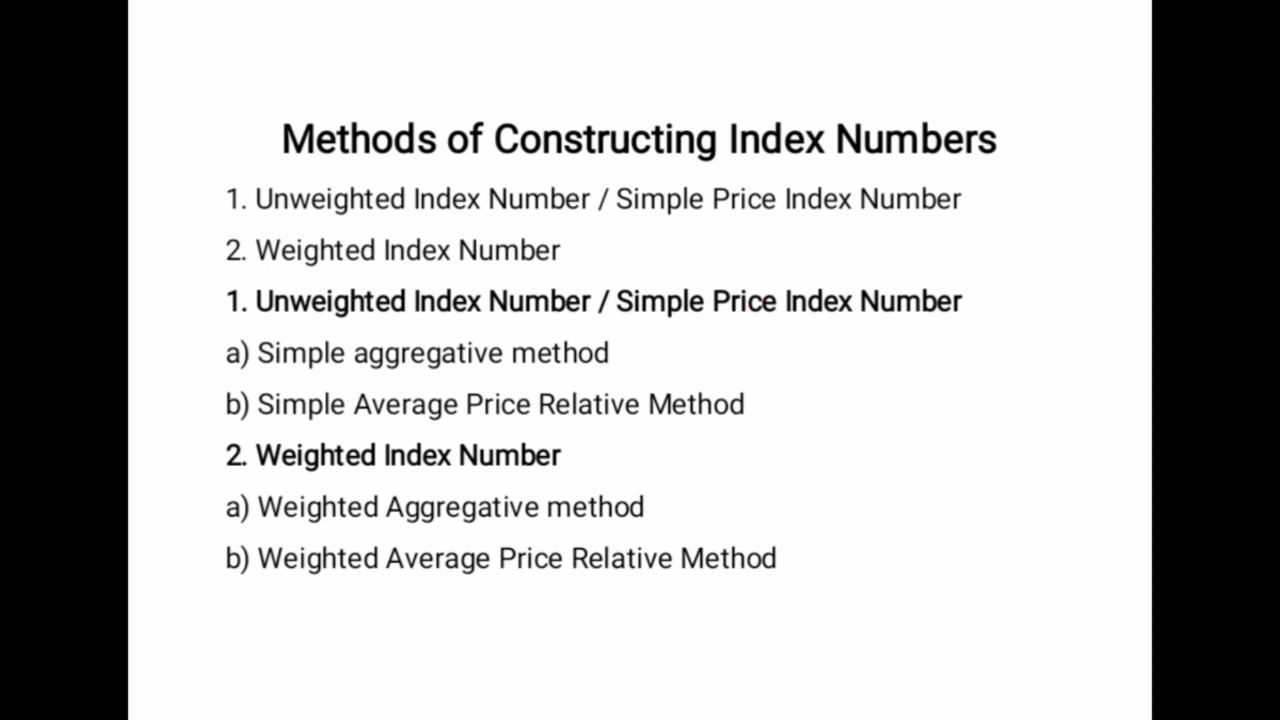 Methods of Constructing Index Numbers
1. Unweighted Index Number / Simple Price Index Number
2. Weighted Index Number
1. Unweighted Index Number / Simple Price Index Number
a) Simple aggregative method
b) Simple Average Price Relative Method
2. Weighted Index Number
a) Weighted Aggregative method
b) Weighted Average Price Relative Method